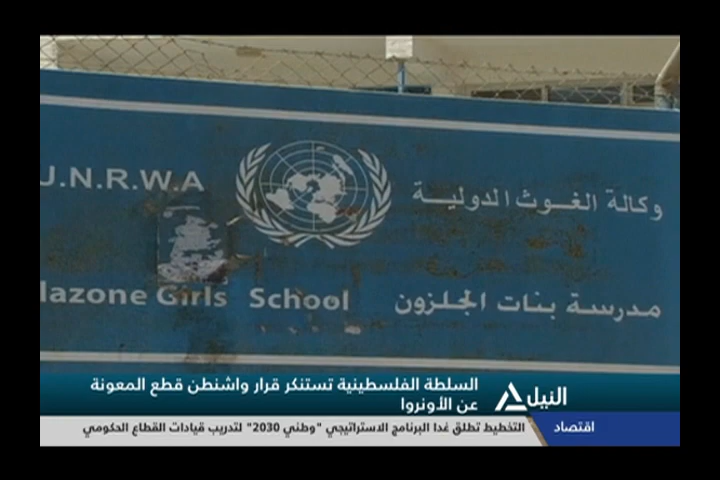 U.N.R.W.A
وكالة الغوث الدولية
lazone Girls School
مدرسة بنات الجلزون
السلطة الفلسطينية تستنكر قرار واشنطن قطع المعونة
عن الأونروا
النيل
اقتصاد
التخطيط تطلق غدا البرنامج الاستراتيجي "وطني 2030" لتدريب قيادات القطاع الحكومي